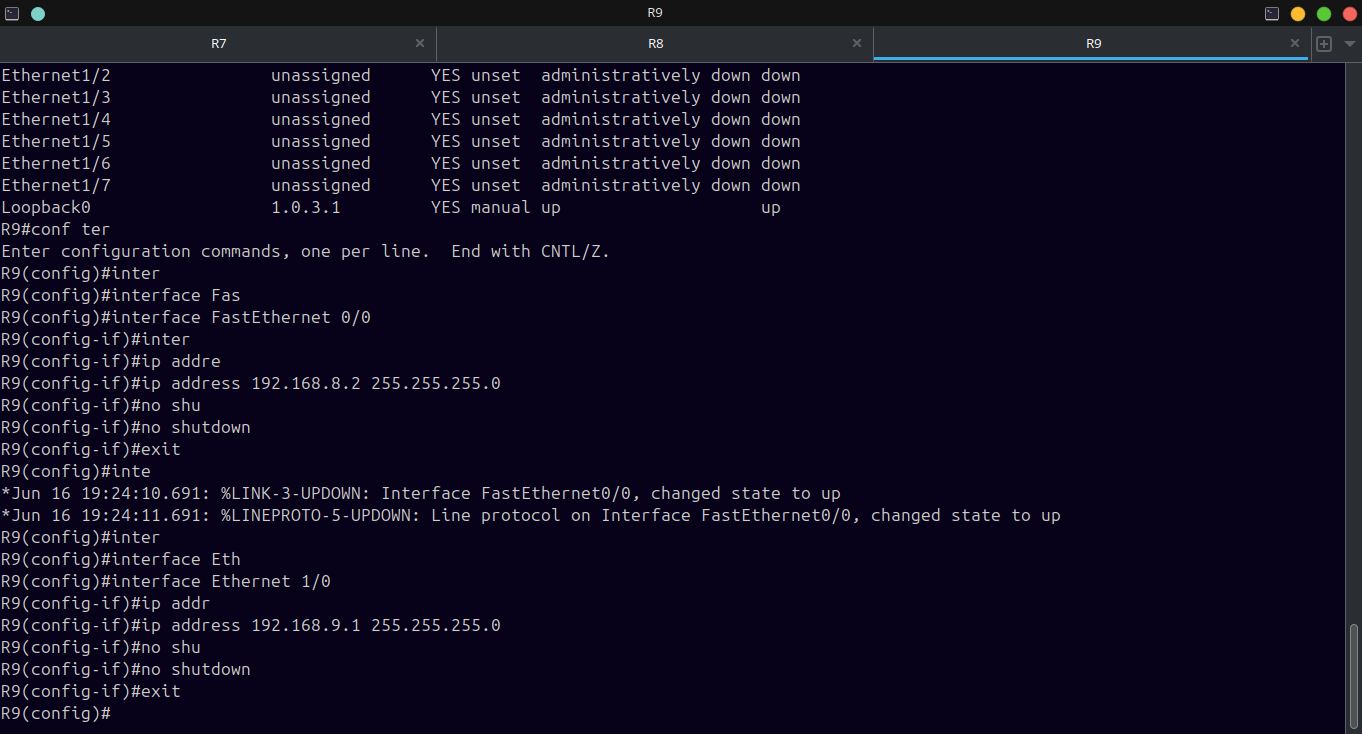 R9
R7 R8 R9
Ethernet1/2                unassigned      YES unset  administratively down down
Ethernet1/3                unassigned      YES unset  administratively down down
Ethernet1/4                unassigned      YES unset  administratively down down
Ethernet1/5                unassigned      YES unset  administratively down down
Ethernet1/6                unassigned      YES unset  administratively down down
Ethernet1/7                unassigned      YES unset  administratively down down
Loopback0                  1.0.3.1         YES manual up                    up
R9#conf ter
Enter configuration commands, one per line.  End with CNTL/Z.
R9(config)#inter
R9(config)#interface Fas
R9(config)#interface FastEthernet 0/0
R9(config-if)#inter
R9(config-if)#ip addre
R9(config-if)#ip address 192.168.8.2 255.255.255.0
R9(config-if)#no shu
R9(config-if)#no shutdown
R9(config-if)#exit
R9(config)#inte
*Jun 16 19:24:10.691: %LINK-3-UPDOWN: Interface FastEthernet0/0, changed state to up
*Jun 16 19:24:11.691: %LINEPROTO-5-UPDOWN: Line protocol on Interface FastEthernet0/0, changed state to up
R9(config)#inter
R9(config)#interface Eth
R9(config)#interface Ethernet 1/0
R9(config-if)#ip addr
R9(config-if)#ip address 192.168.9.1 255.255.255.0
R9(config-if)#no shu
R9(config-if)#no shutdown
R9(config-if)#exit
R9(config)#